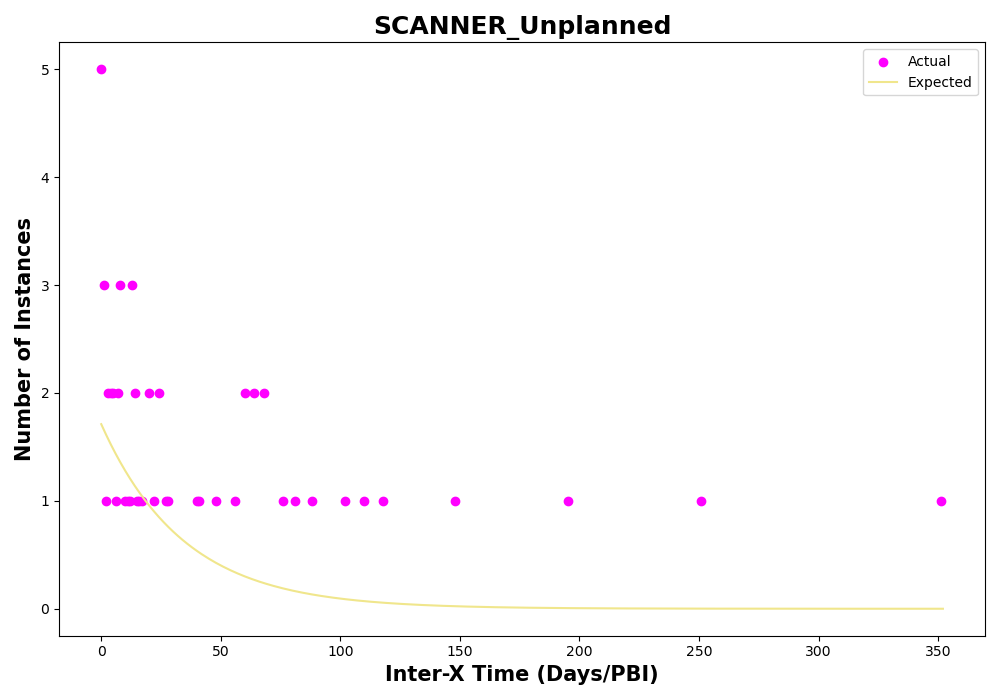 SCANNER_Unplanned
Actual
Expected
Number of Instances
5
4
3
2
1
0
0 50 100 150 200 250 300 350
Inter-X Time (Days/PBI)